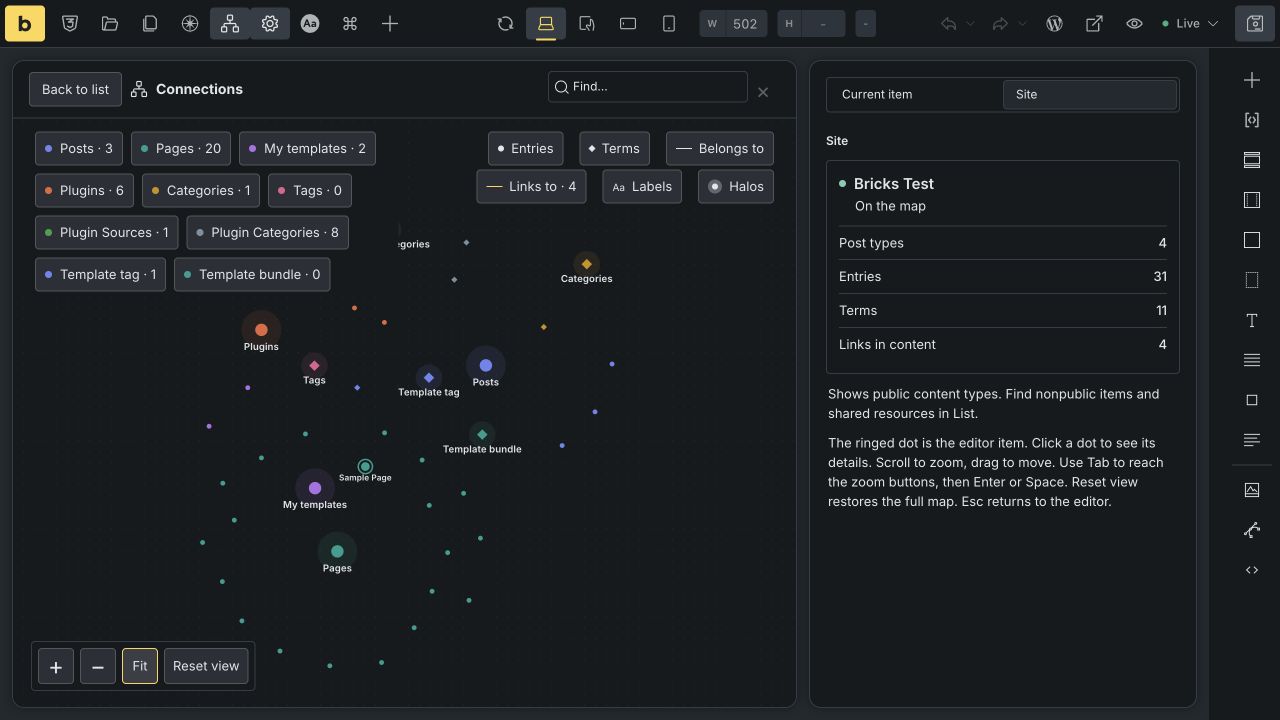 b
Aa
W 502
H -
-
Live
Back to list
Connections
Find...
Posts · 3
Pages · 20
My templates · 2
Plugins · 6
Categories · 1
Tags · 0
Plugin Sources · 1
Plugin Categories · 8
Template tag · 1
Template bundle · 0
Entries
Terms
Belongs to
Links to · 4
Aa Labels
Halos
egories
Categories
Plugins
Tags
Template tag
Posts
Template bundle
Sample Page
My templates
Pages
+
−
Fit
Reset view
Current item
Site
Site
Bricks Test
On the map
Post types 4
Entries 31
Terms 11
Links in content 4
Shows public content types. Find nonpublic items and
shared resources in List.
The ringed dot is the editor item. Click a dot to see its
details. Scroll to zoom, drag to move. Use Tab to reach
the zoom buttons, then Enter or Space. Reset view
restores the full map. Esc returns to the editor.